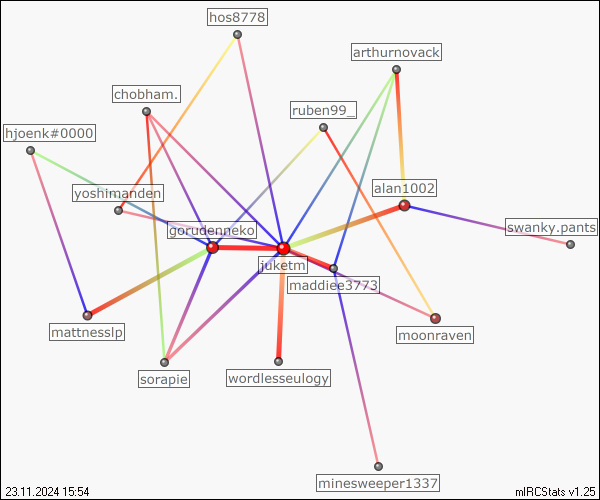 hos8778
arthurnovack
chobham.
ruben99_
hjoenk#0000
yoshimanden
alan1002
swanky.pants
gorudenneko
juketm
maddiee3773
mattnesslp
moonraven
sorapie
wordlesseulogy
minesweeper1337
23.11.2024 15:54
mIRCStats v1.25